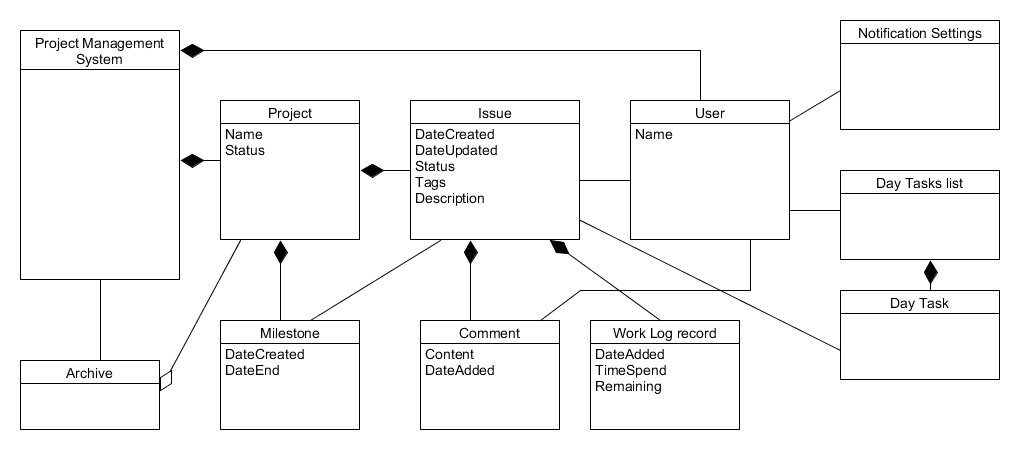 Project Management
System
Notification Settings
Project
Name
Status
Issue
DateCreated
DateUpdated
Status
Tags
Description
User
Name
Day Tasks list
Day Task
Milestone
DateCreated
DateEnd
Comment
Content
DateAdded
Work Log record
DateAdded
TimeSpend
Remaining
Archive